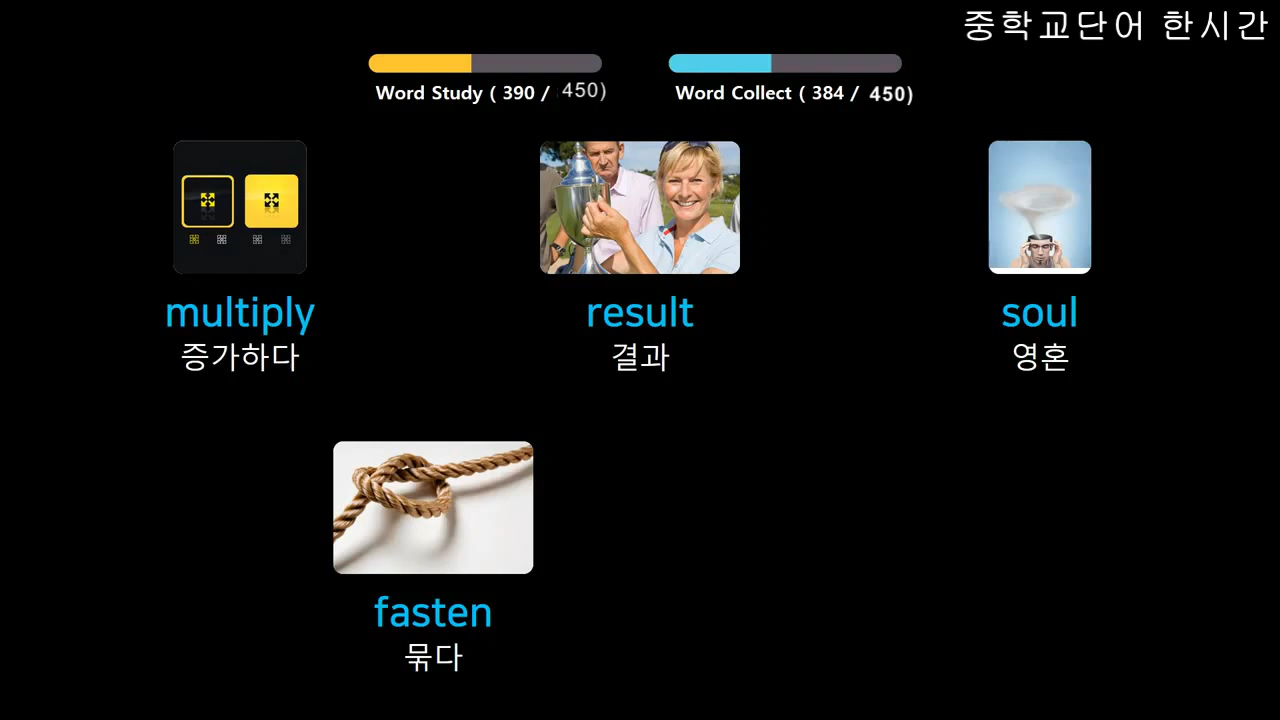 중학교단어 한시간
Word Study ( 390 / 450)
Word Collect ( 384 / 450)
multiply
증가하다
result
결과
soul
영혼
fasten
묶다